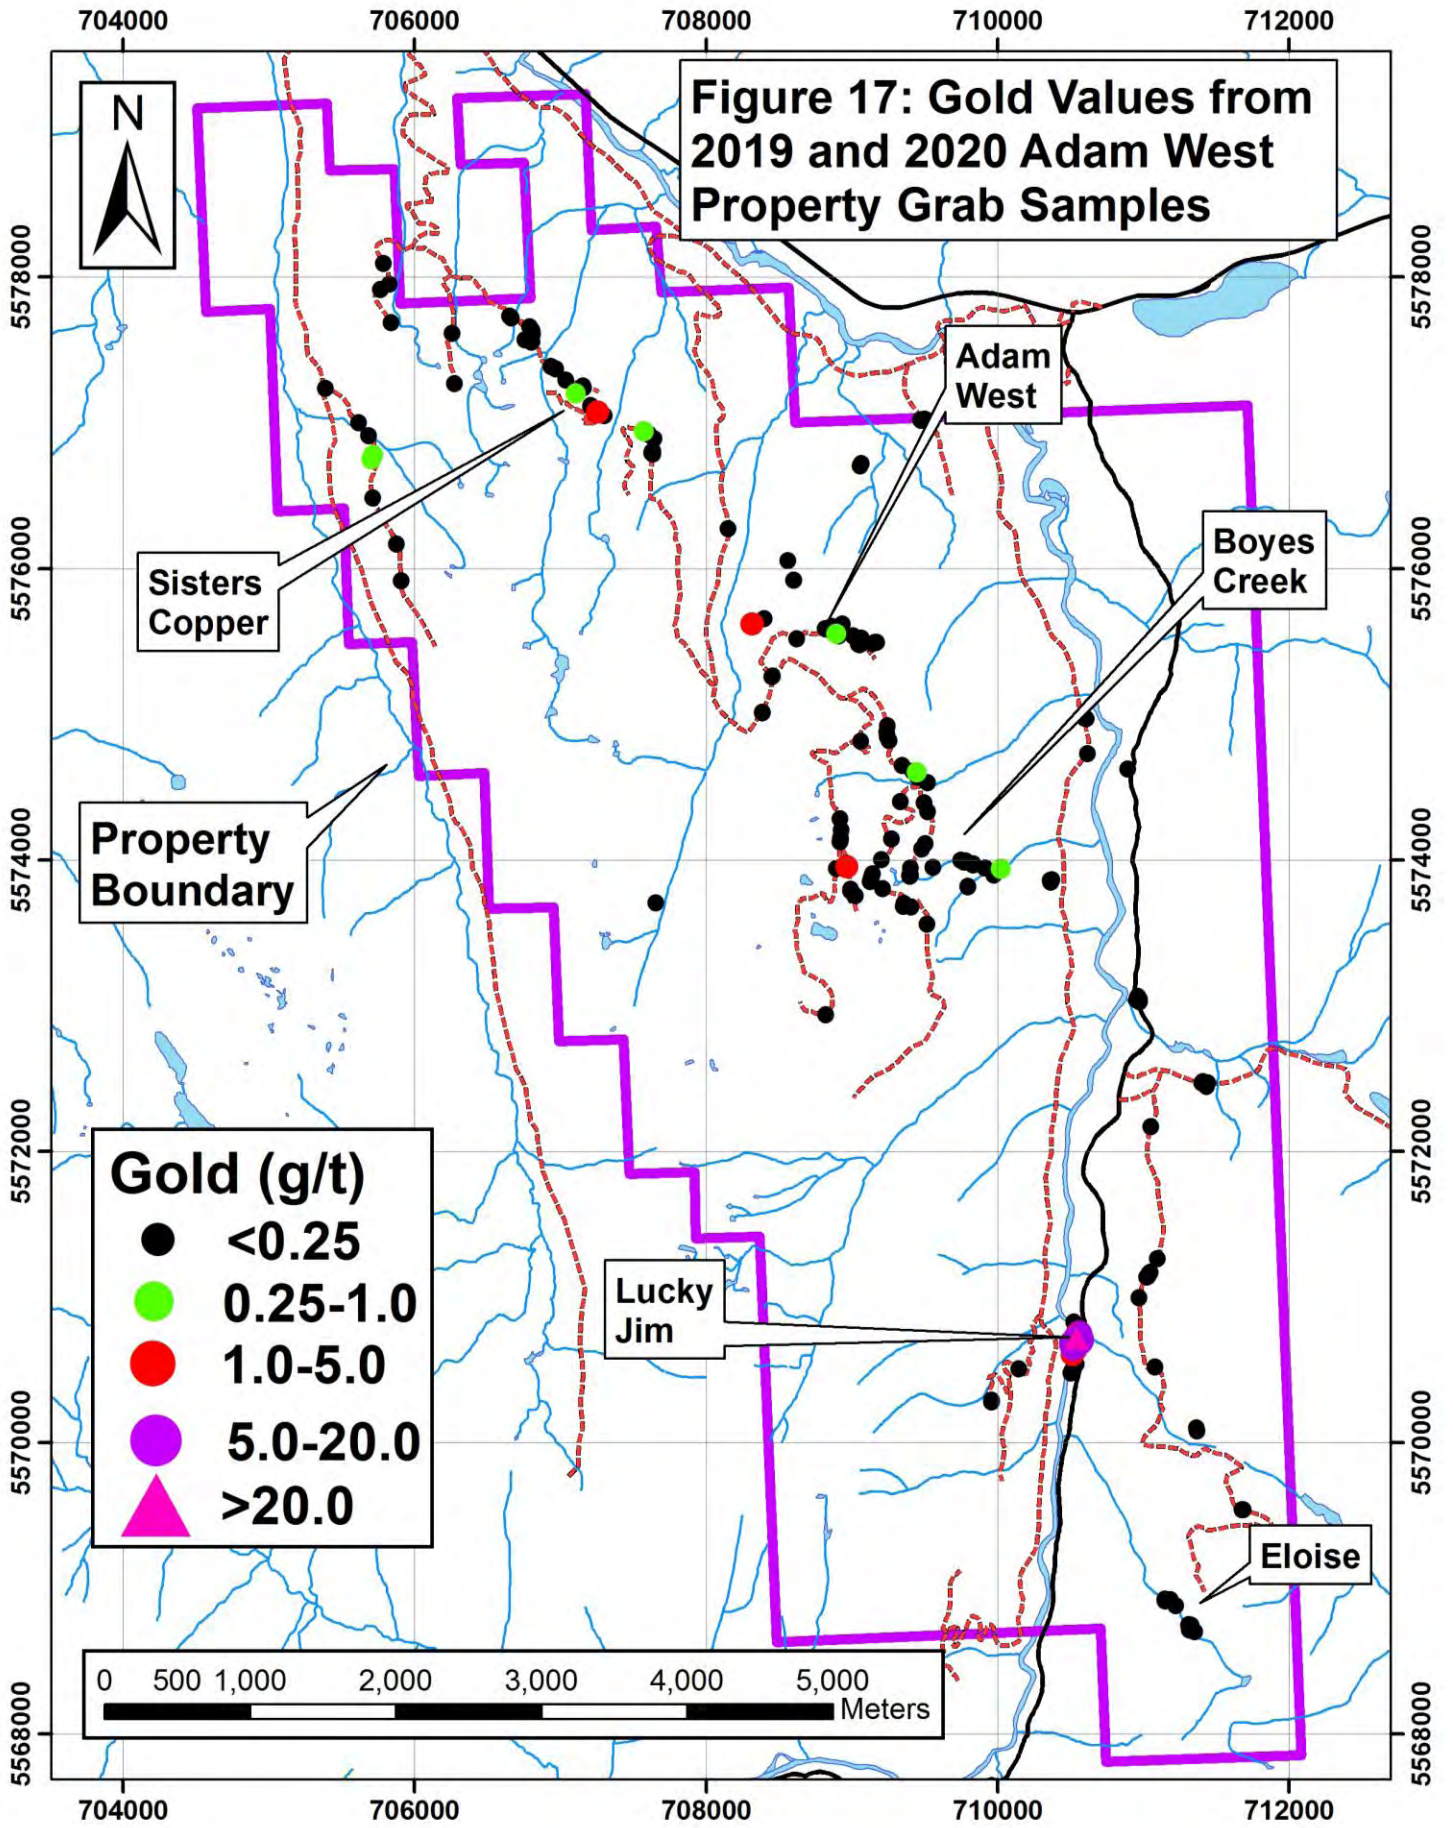 704000 706000 708000 710000 712000
Figure 17: Gold Values from
2019 and 2020 Adam West
Property Grab Samples
N
5578000
5578000
Adam
West
Boyes
Creek
5576000
5576000
Sisters
Copper
Property
Boundary
5574000
5574000
5572000
5572000
Gold (g/t)
<0.25
0.25-1.0
1.0-5.0
5.0-20.0
>20.0
Lucky
Jim
5570000
5570000
Eloise
0 500 1,000 2,000 3,000 4,000 5,000
Meters
5568000
5568000
704000 706000 708000 710000 712000